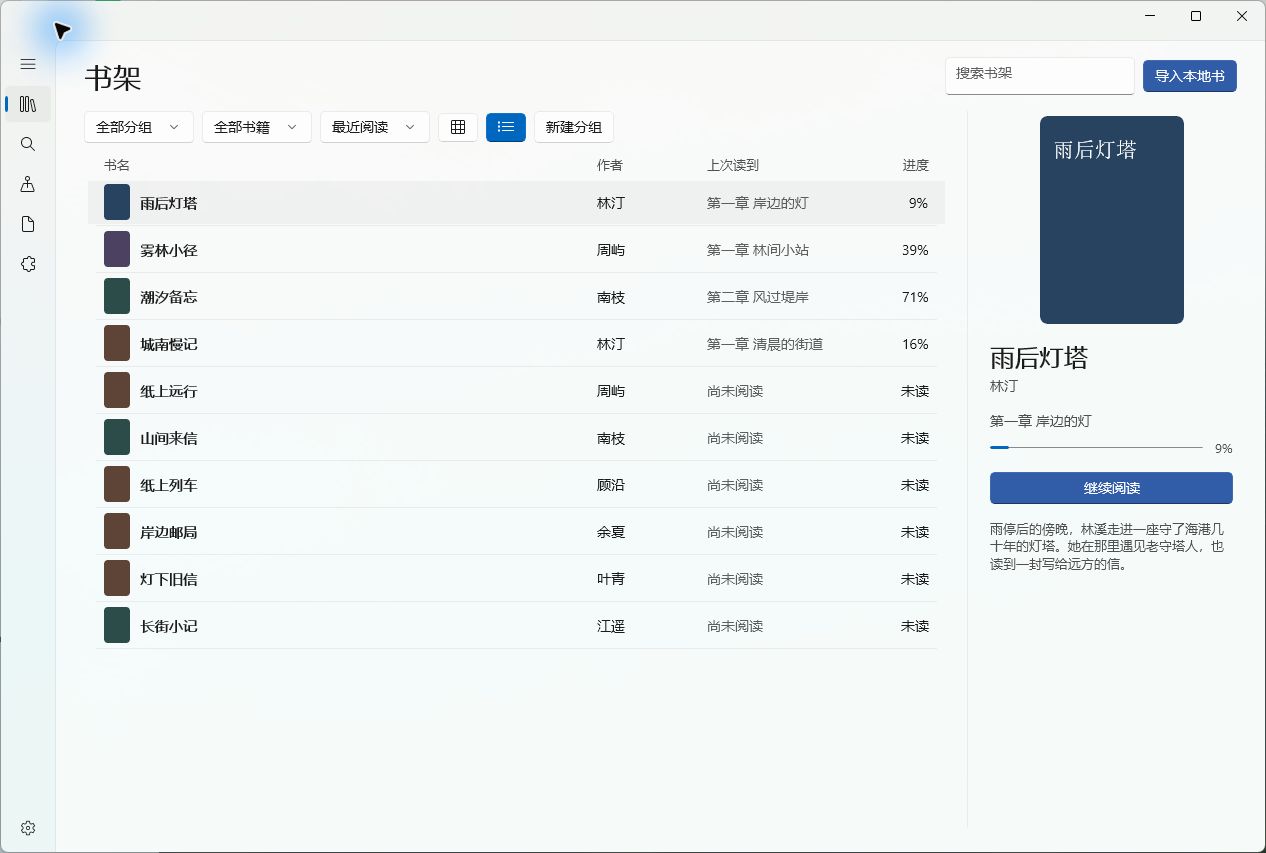 书架
搜索书架
导入本地书
全部分组 全部书籍 最近阅读 新建分组
书名 作者 上次读到 进度
雨后灯塔 林汀 第一章 岸边的灯 9%
雾林小径 周屿 第一章 林间小站 39%
潮汐备忘 南枝 第二章 风过堤岸 71%
城南慢记 林汀 第一章 清晨的街道 16%
纸上远行 周屿 尚未阅读 未读
山间来信 南枝 尚未阅读 未读
纸上列车 顾沿 尚未阅读 未读
岸边邮局 余夏 尚未阅读 未读
灯下旧信 叶青 尚未阅读 未读
长街小记 江遥 尚未阅读 未读
雨后灯塔
雨后灯塔
林汀
第一章 岸边的灯
9%
继续阅读
雨停后的傍晚，林溪走进一座守了海港几
十年的灯塔。她在那里遇见老守塔人，也
读到一封写给远方的信。